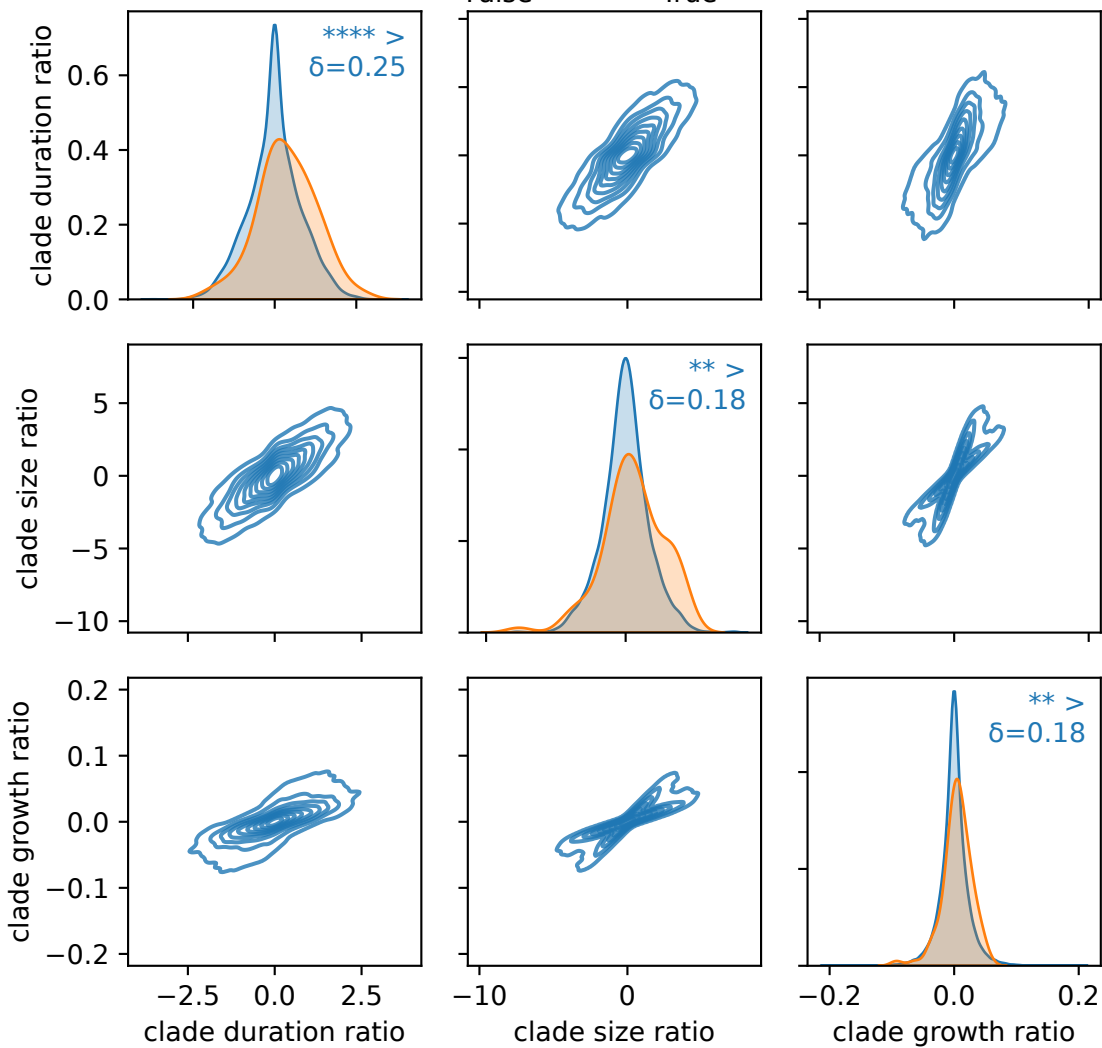 clade duration ratio
0.6
0.4
0.2
0.0
**** >
δ=0.25
clade size ratio
5
0
−5
−10
** >
δ=0.18
clade growth ratio
0.2
0.1
0.0
−0.1
−0.2
** >
δ=0.18
−2.5 0.0 2.5
−10 0
−0.2 0.0 0.2
clade duration ratio
clade size ratio
clade growth ratio